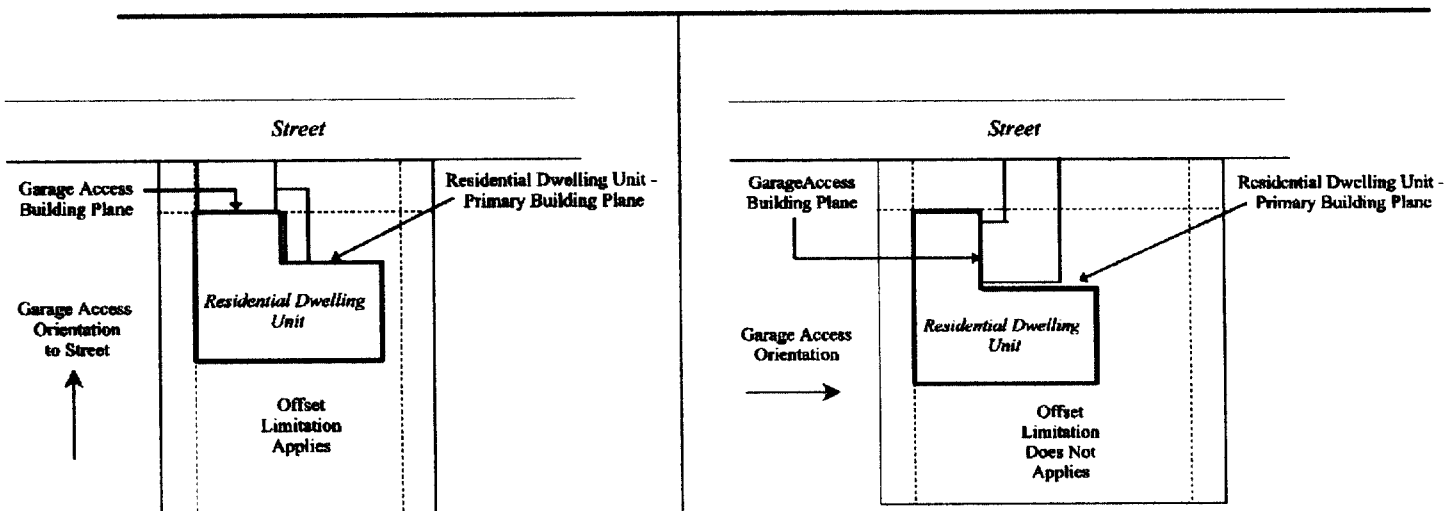 Street
Garage Access
Building Plane
Residential Dwelling Unit -
Primary Building Plane
Residential Dwelling
Unit
Garage Access
Orientation
to Street
Offset
Limitation
Applies
Street
GarageAccess
Building Plane
Residential Dwelling Unit -
Primary Building Plane
Residential Dwelling
Unit
Garage Access
Orientation
Offset
Limitation
Does Not
Applies